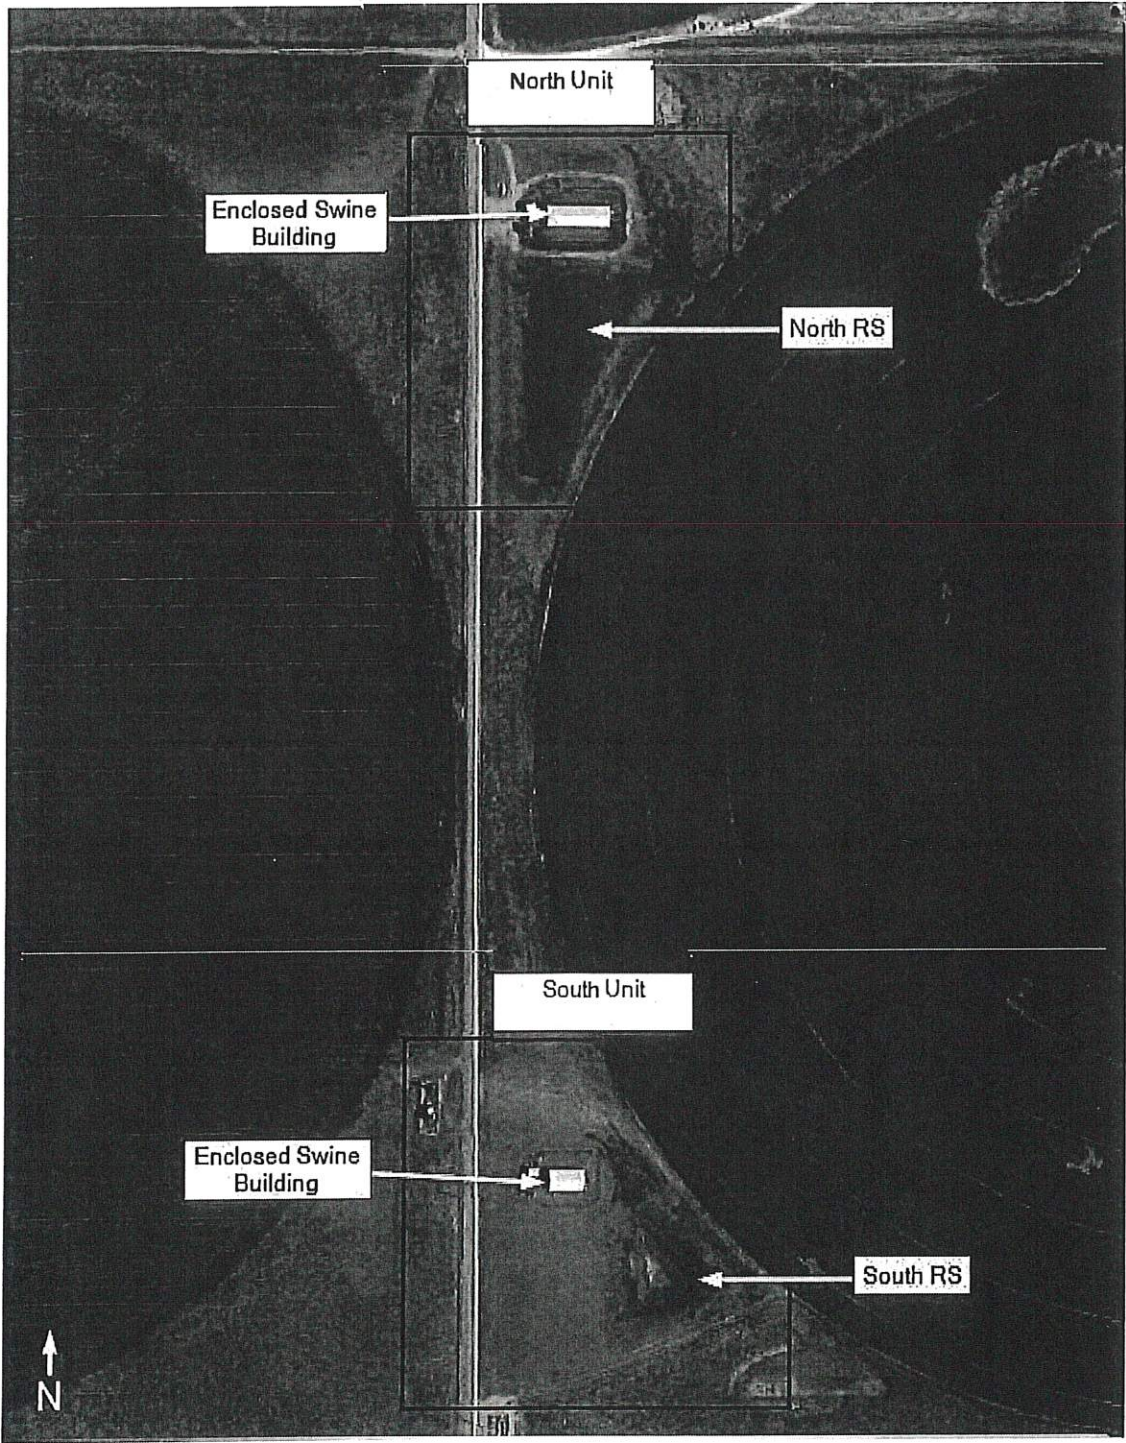 North Unit
Enclosed Swine
Building
North RS
South Unit
Enclosed Swine
Building
South RS
N